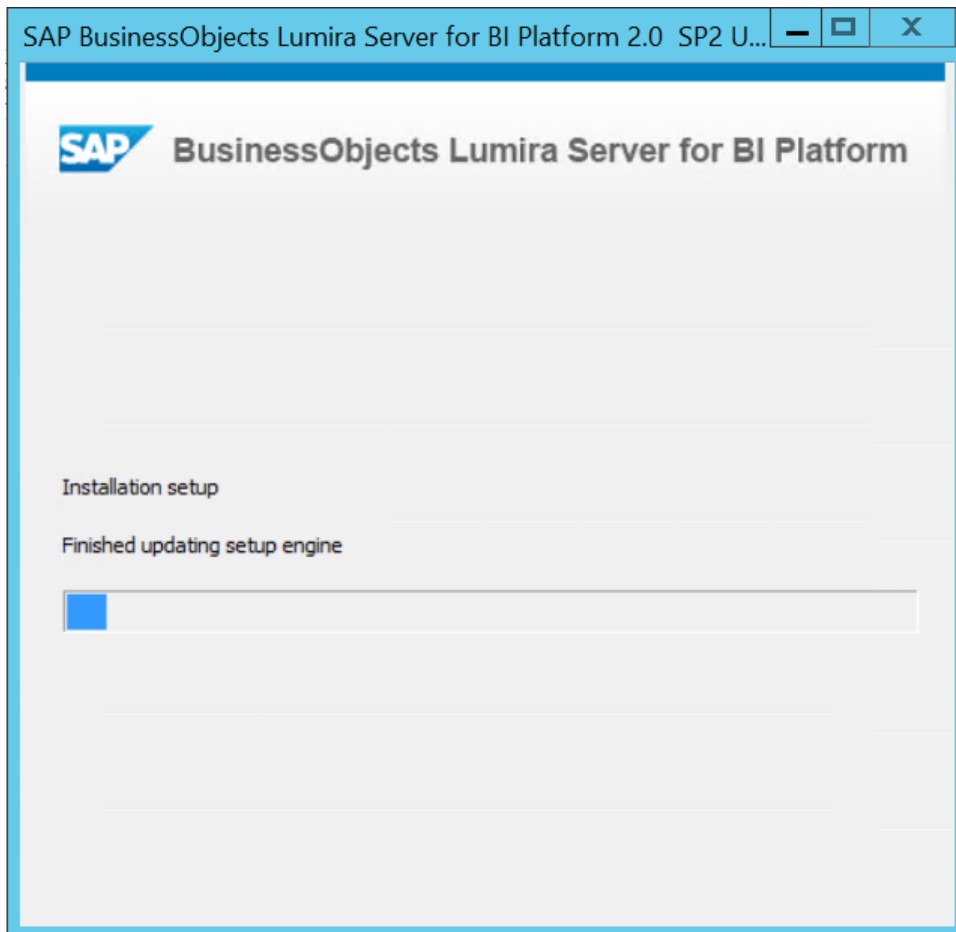 SAP BusinessObjects Lumira Server for BI Platform 2.0  SP2 U...
SAP BusinessObjects Lumira Server for BI Platform
Installation setup
Finished updating setup engine